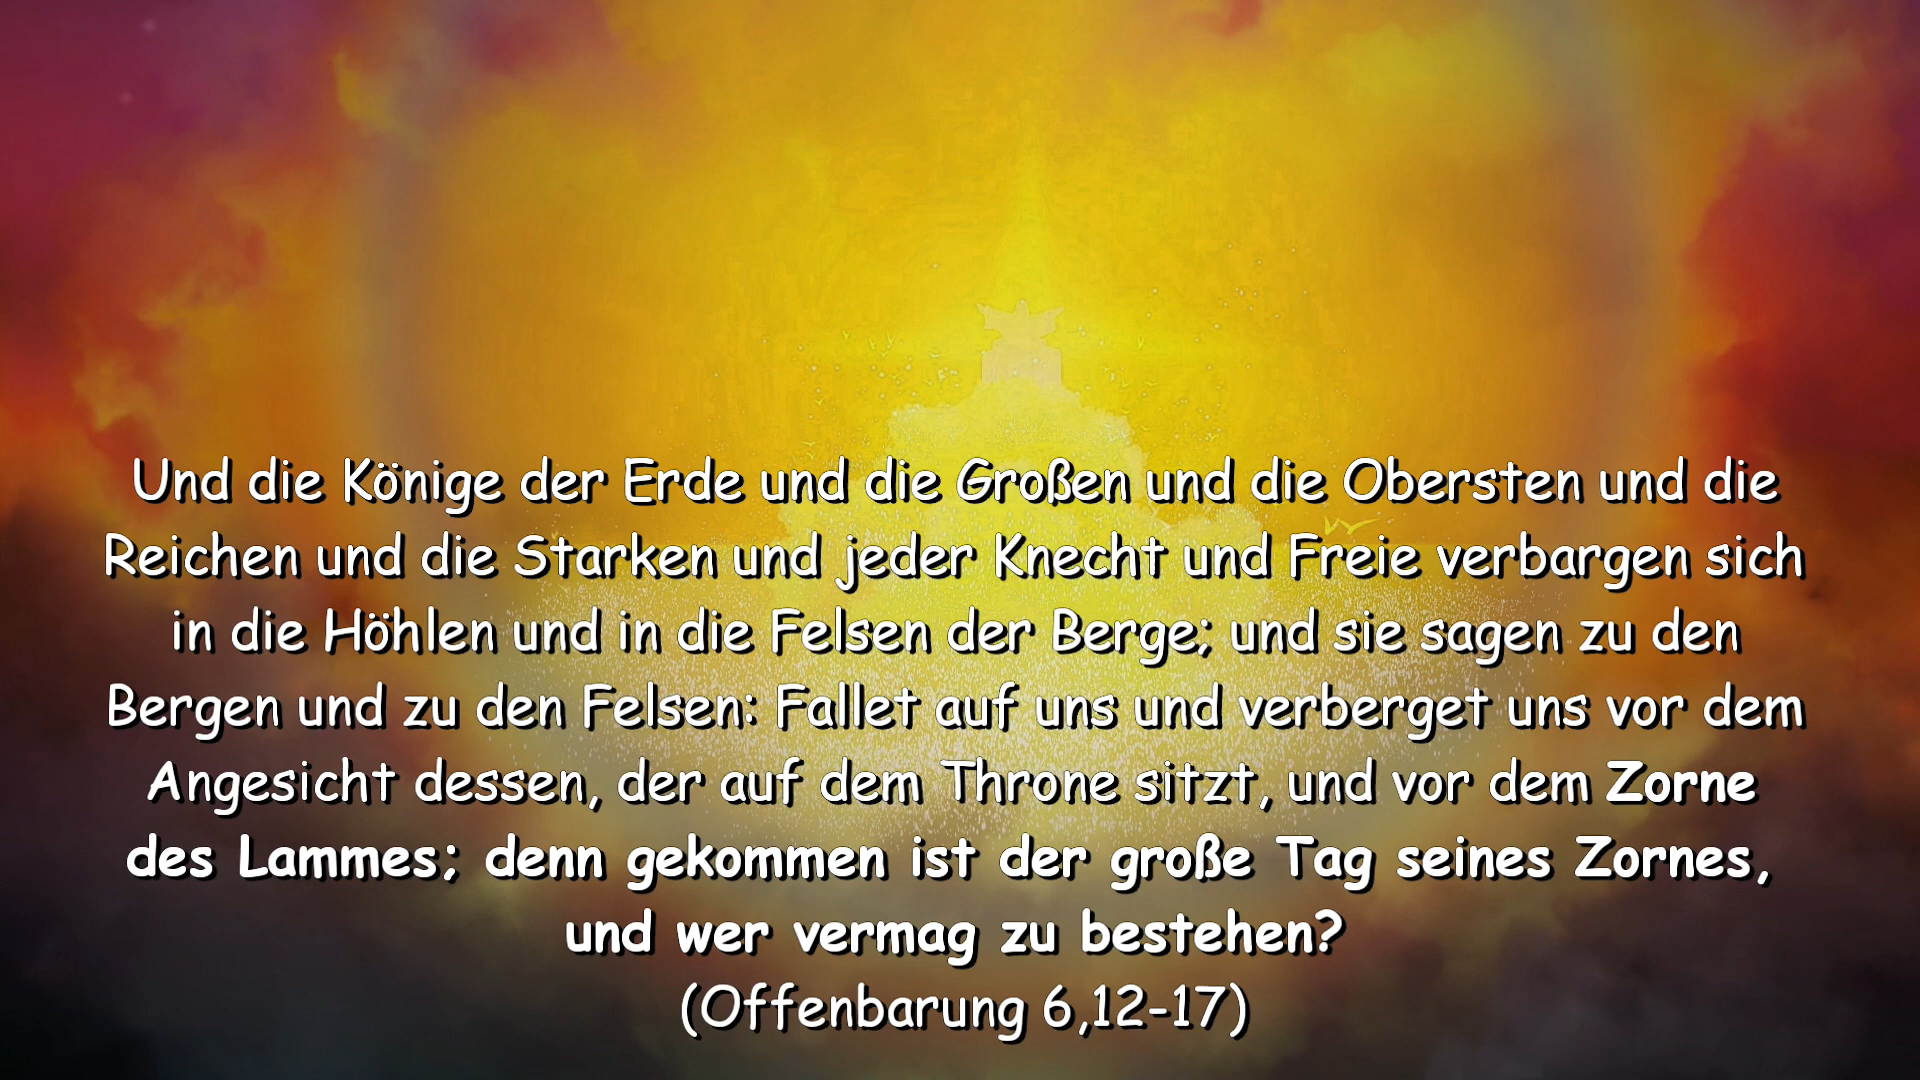 Und die Könige der Erde und die Großen und die Obersten und die
Reichen und die Starken und jeder Knecht und Freie verbargen sich
in die Höhlen und in die Felsen der Berge; und sie sagen zu den
Bergen und zu den Felsen: Fallet auf uns und verberget uns vor dem
Angesicht dessen, der auf dem Throne sitzt, und vor dem Zorne
des Lammes; denn gekommen ist der große Tag seines Zornes,
und wer vermag zu bestehen?
(Offenbarung 6,12-17)